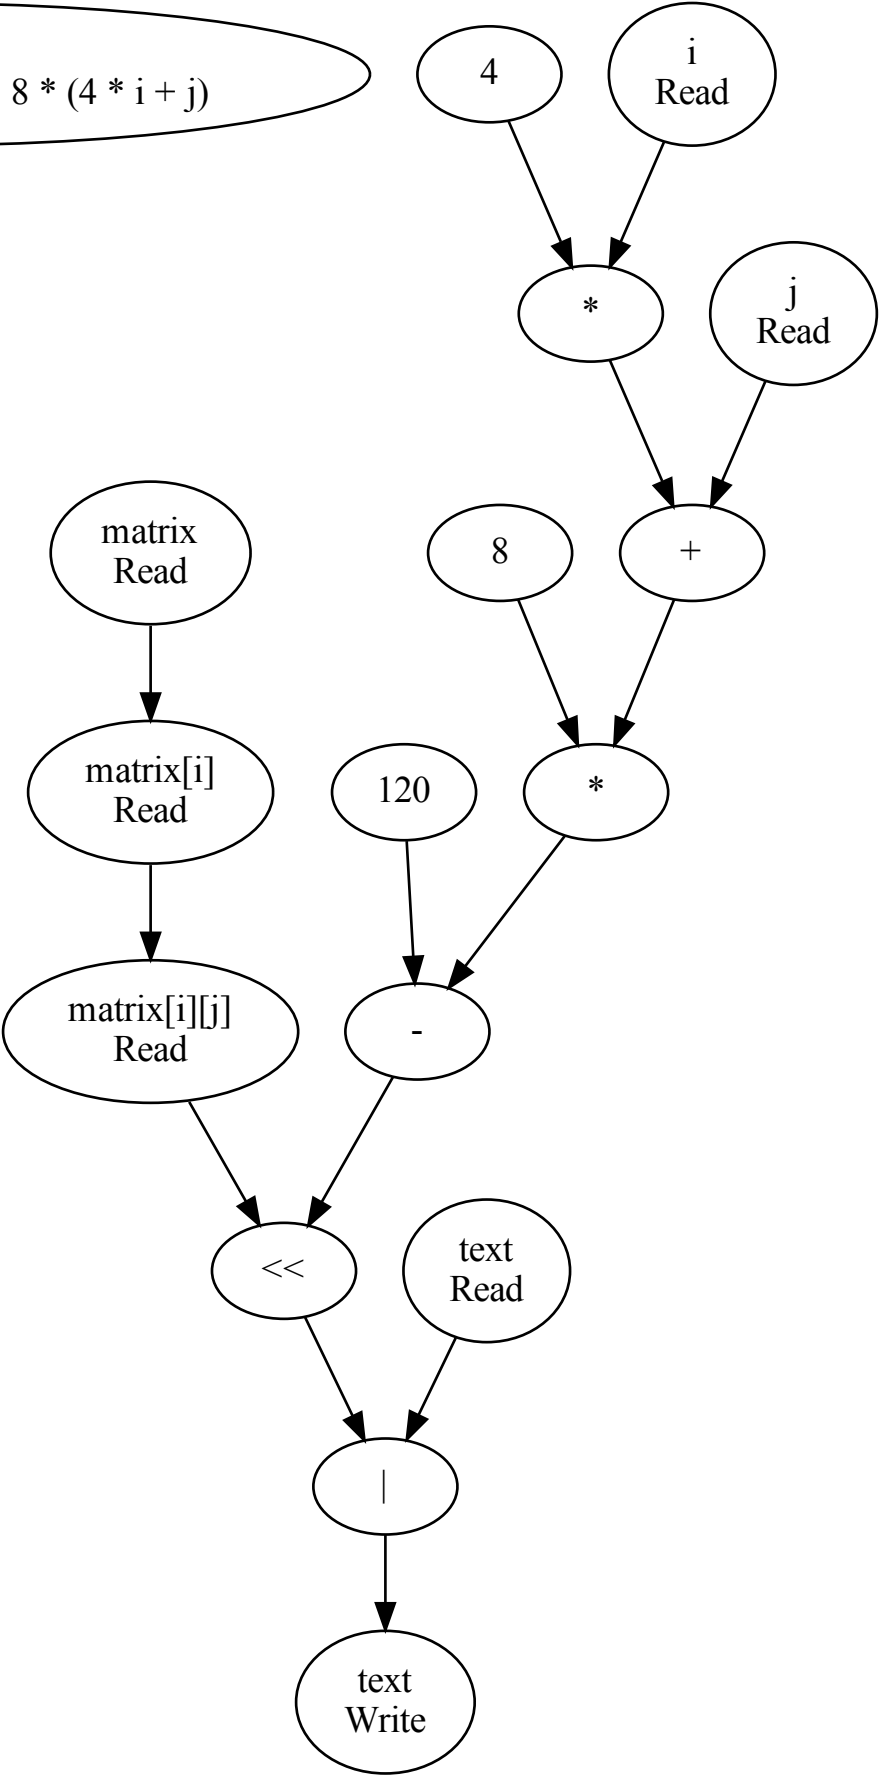 8 * (4 * i + j)
4
i
Read
*
j
Read
matrix
Read
8
+
matrix[i]
Read
120
*
matrix[i][j]
Read
-
<<
text
Read
|
text
Write